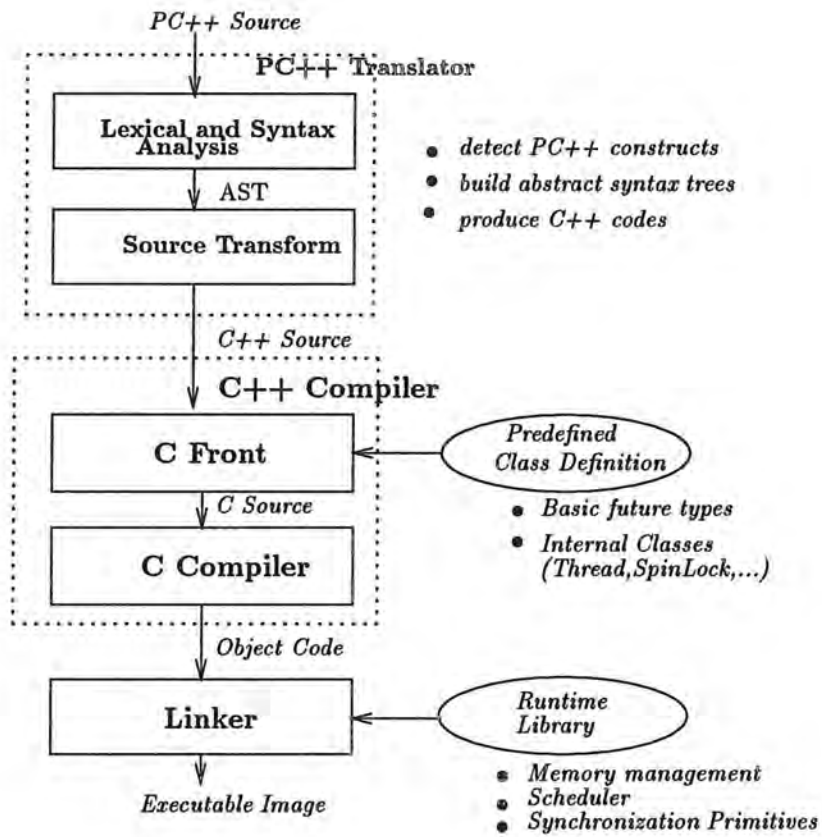 PC++ Source
PC++ Translator
Lexical and Syntax
Analysis
AST
Source Transform
• detect PC++ constructs
• build abstract syntax trees
• produce C++ codes
C++ Source
C++ Compiler
C Front
C Source
C Compiler
Predefined
Class Definition
• Basic future types
• Internal Classes
(Thread,SpinLock,...)
Object Code
Linker
Runtime
Library
• Memory management
• Scheduler
• Synchronization Primitives
Executable Image